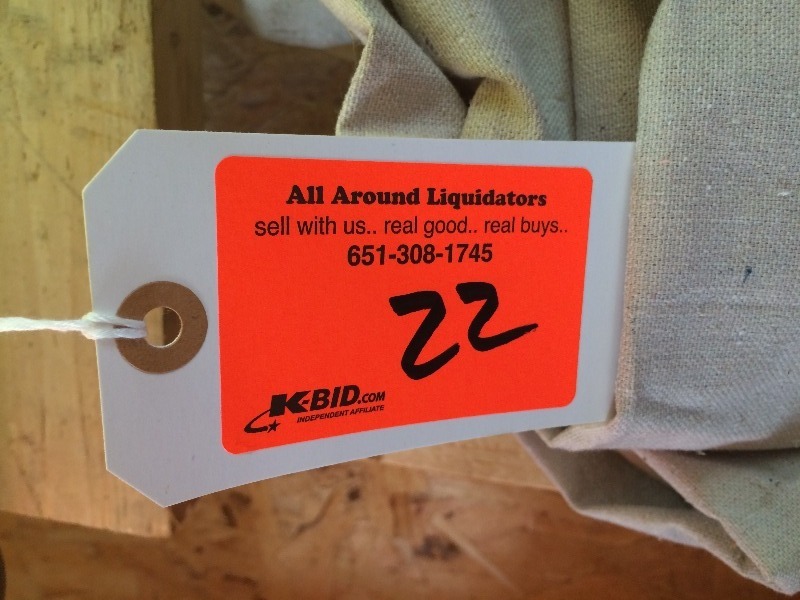 All Around Liquidators
sell with us.. real good.. real buys..
651-308-1745
22
K-BID.COM
INDEPENDENT AFFILIATE